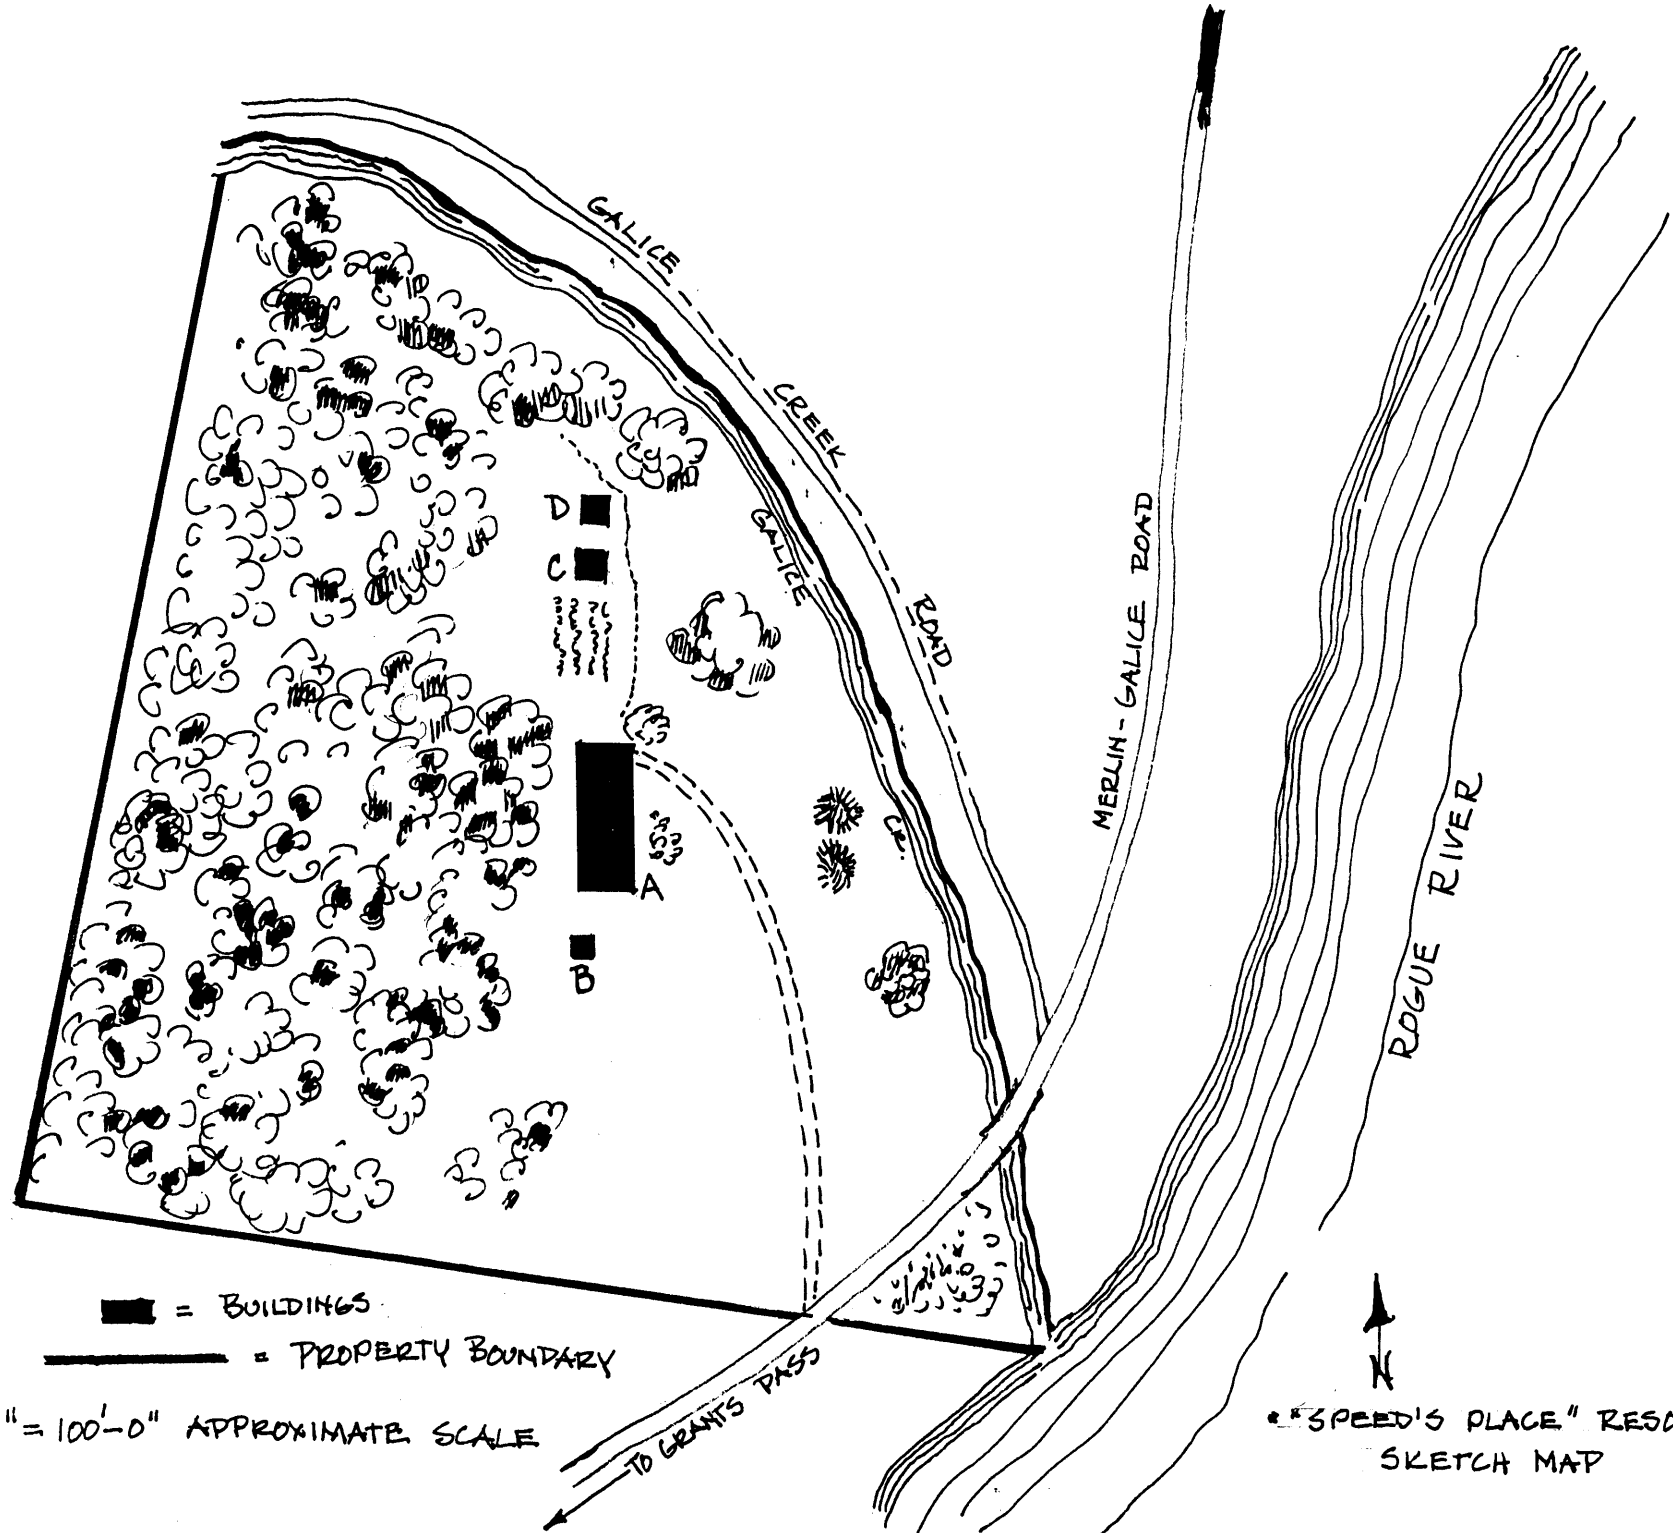 GALICE
CREEK
ROAD
GALICE
CR.
MERLIN-GALICE ROAD
ROGUE RIVER
D
C
A
B
= BUILDINGS
= PROPERTY BOUNDARY
" = 100'-0" APPROXIMATE SCALE
TO GRANTS PASS
N
"SPEED'S PLACE" RESO
SKETCH MAP